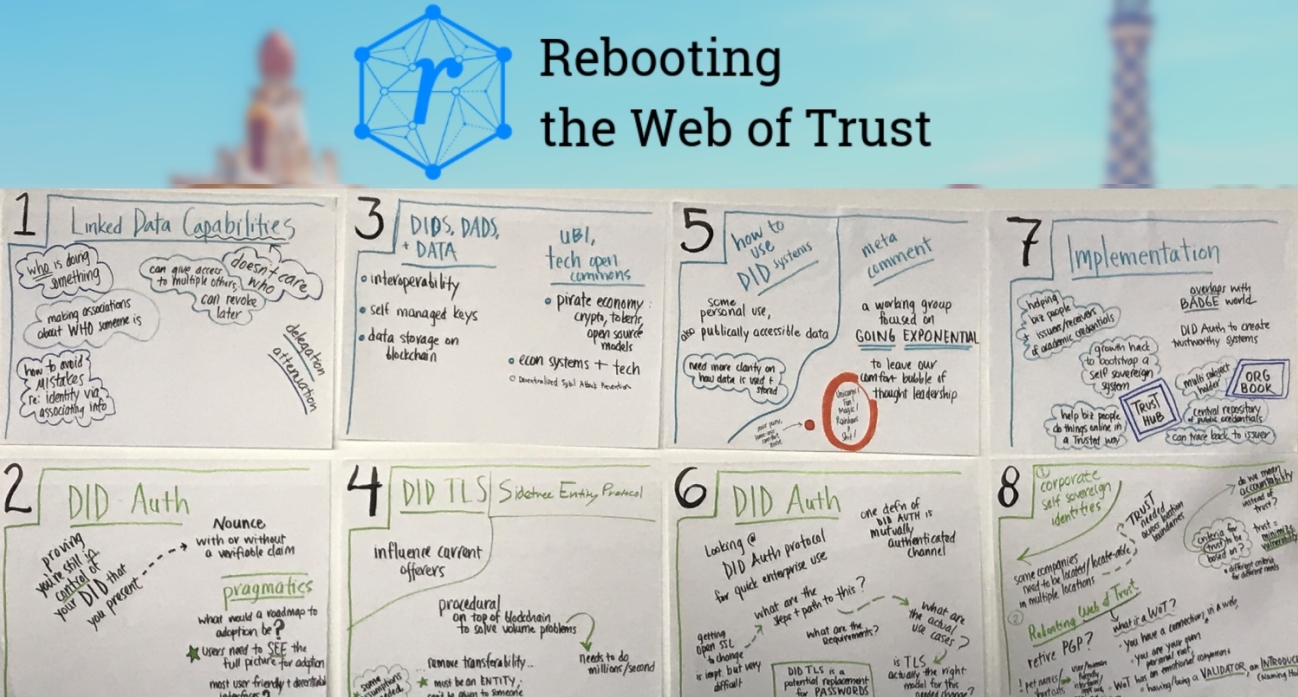 Rebooting
the Web of Trust
1
Linked Data Capabilities
who is doing
something
can give access
to multiple others
doesn't care
who
can revoke
later
making associations
about WHO someone is
how to avoid
MISTAKES
re: identity via
associating info
delegation
attenuation
3
DIDS, DADS,
+ DATA
• interoperability
• self managed keys
• data storage on
blockchain
UBI,
tech open
commons
• pirate economy:
crypto, tokens,
open source
models
• econ systems + tech
Decentralized Sybil Attack Prevention
5
how to
use
DID systems
some
personal use,
also publically accessible data
need more clarity on
how data is used +
stored
meta
comment
a working group
focused on
GOING EXPONENTIAL
to leave our
comfort bubble of
thought leadership
Unicorns!
Fun!
Magic!
Rainbows
&
Shit!
7
Implementation
helping
biz people
+ issuers/receivers
of academic credentials
growth hack
to bootstrap a
self sovereign
system
help biz people
do things online in
a Trusted way
TRUST
HUB
overlaps with
BADGE world
DID Auth to create
trustworthy systems
multi subject
holder
ORG
BOOK
central repository
of public credentials
can trace back to issuer
2
DID Auth
proving
you're still in
control of
your DID that
you present
Nounce
with or without
a verifiable claim
pragmatics
what would a roadmap to
adoption be?
users need to SEE the
full picture for adoption
most user friendly + decentralized
interfaces?
4
DID TLS
Sidetree Entity Protocol
influence current
offerers
procedural
on top of blockchain
to solve volume problems
needs to do
millions/second
remove transferability...
must be an ENTITY,
some
assumptions
6
DID Auth
Looking @
DID Auth protocal
for quick enterprise use
one defn of
DID AUTH is
mutually
authenticated
channel
what are the
steps + path to this?
what are the
Requirements?
what are
the actual
use cases?
getting
open SSL
to change
is impt. but very
difficult
DID TLS is a
potential replacement
for PASSWORDS
is TLS
actually the right
model for the
8
① corporate
self sovereign
identities
some companies
need to be located/locate-able
in multiple locations
TRUST
needed
across location
boundaries
do we mean
accountability
instead of
trust?
criteria for
trust to be
based on?
trust =
minimize
• different criteria
for different needs
② Rebooting Web of Trust
retire PGP?
what is a WoT?
• You have connections in a web
• You are your own
personal root
• WoT has an emotional component
• having/being a VALIDATOR, an